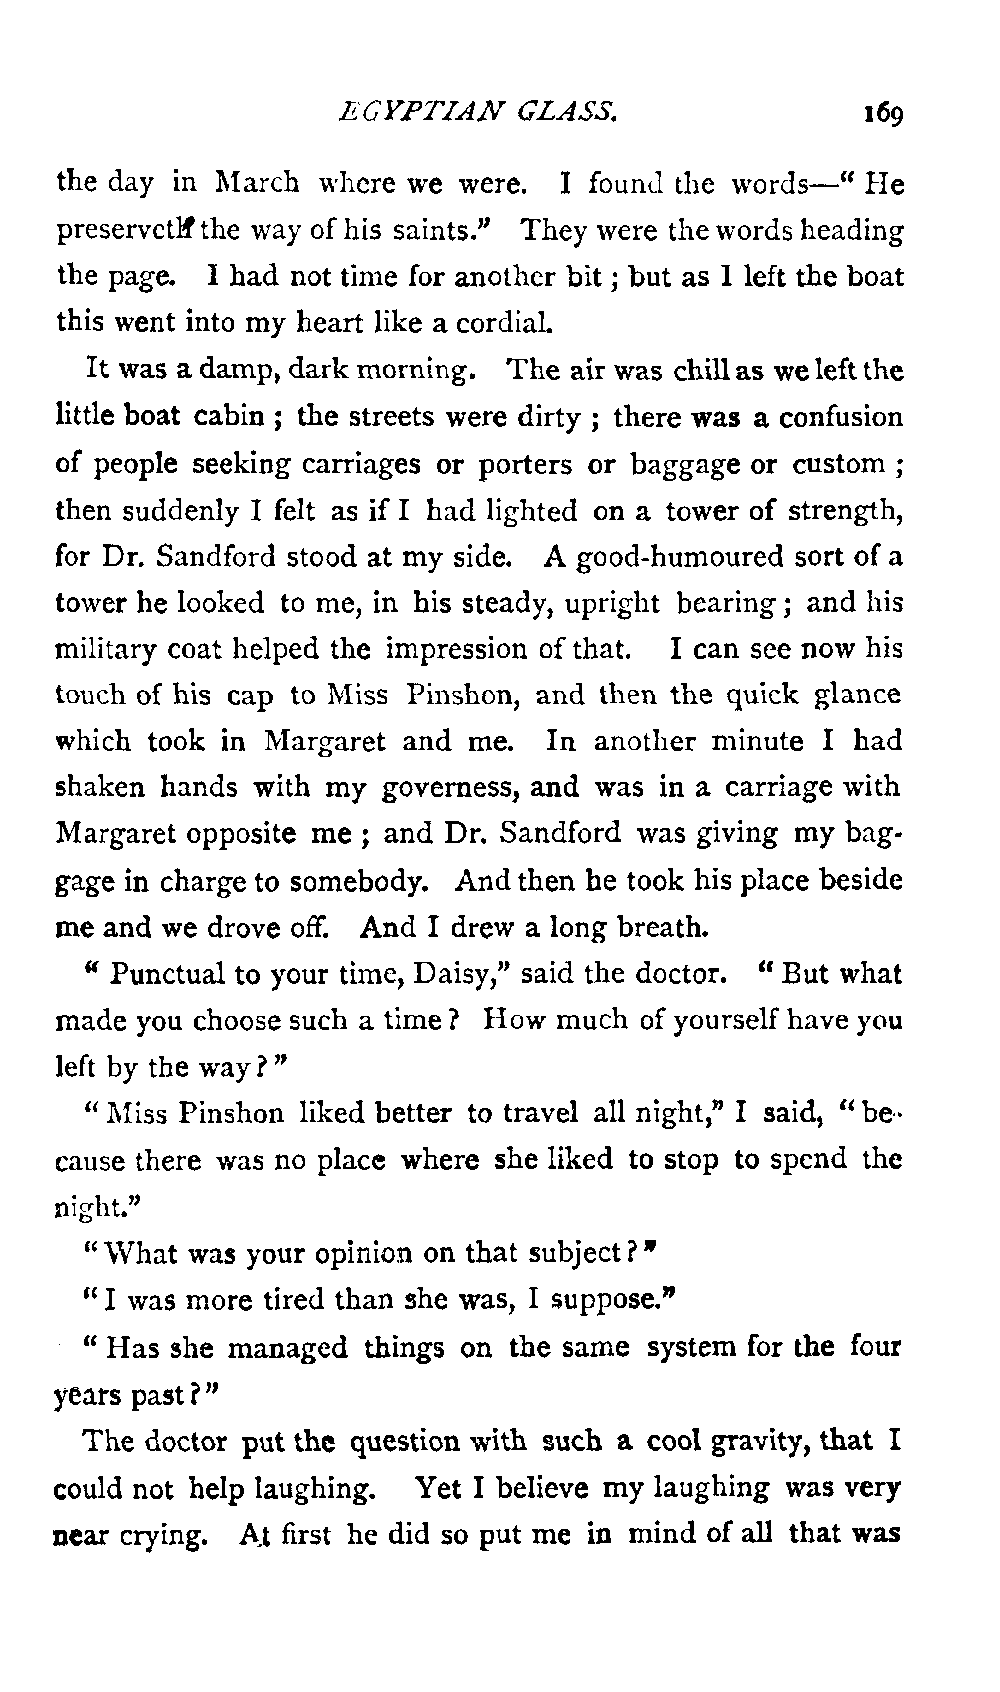 EGYPTIAN GLASS. 169
the day in March where we were. I found the words—“ He
preserveth the way of his saints.” They were the words heading
the page. I had not time for another bit ; but as I left the boat
this went into my heart like a cordial.
It was a damp, dark morning. The air was chill as we left the
little boat cabin ; the streets were dirty ; there was a confusion
of people seeking carriages or porters or baggage or custom ;
then suddenly I felt as if I had lighted on a tower of strength,
for Dr. Sandford stood at my side. A good-humoured sort of a
tower he looked to me, in his steady, upright bearing ; and his
military coat helped the impression of that. I can see now his
touch of his cap to Miss Pinshon, and then the quick glance
which took in Margaret and me. In another minute I had
shaken hands with my governess, and was in a carriage with
Margaret opposite me ; and Dr. Sandford was giving my bag-
gage in charge to somebody. And then he took his place beside
me and we drove off. And I drew a long breath.
“ Punctual to your time, Daisy,” said the doctor. “ But what
made you choose such a time ? How much of yourself have you
left by the way ? ”
“ Miss Pinshon liked better to travel all night,” I said, “ be-
cause there was no place where she liked to stop to spend the
night.”
“ What was your opinion on that subject ? ”
“ I was more tired than she was, I suppose.”
“ Has she managed things on the same system for the four
years past ? ”
The doctor put the question with such a cool gravity, that I
could not help laughing. Yet I believe my laughing was very
near crying. At first he did so put me in mind of all that was